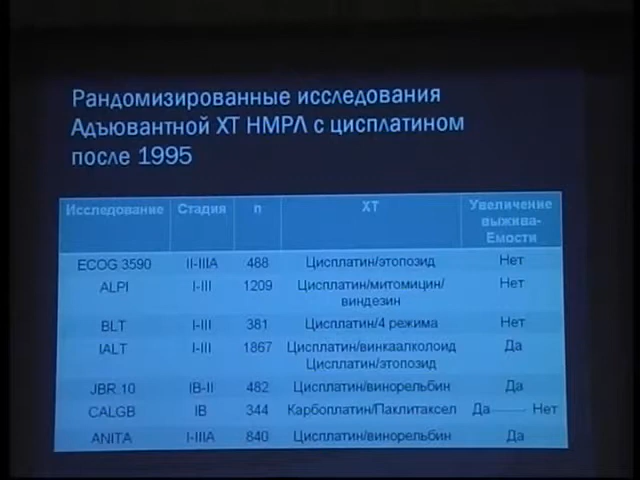 Рандомизированные исследования
Адъювантной ХТ НМРЛ с цисплатином
после 1995
Исследование Стадия n ХТ Увеличение
выжива-
Емости
ECOG 3590 II-IIIA 488 Цисплатин/этопозид Нет
ALPI I-III 1209 Цисплатин/митомицин/
виндезин Нет
BLT I-III 381 Цисплатин/4 режима Нет
IALT I-III 1867 Цисплатин/винкаалколоид
Цисплатин/этопозид Да
JBR 10 IB-II 482 Цисплатин/винорельбин Да
CALGB IB 344 Карбоплатин/Паклитаксел Да —— Нет
ANITA I-IIIA 840 Цисплатин/винорельбин Да